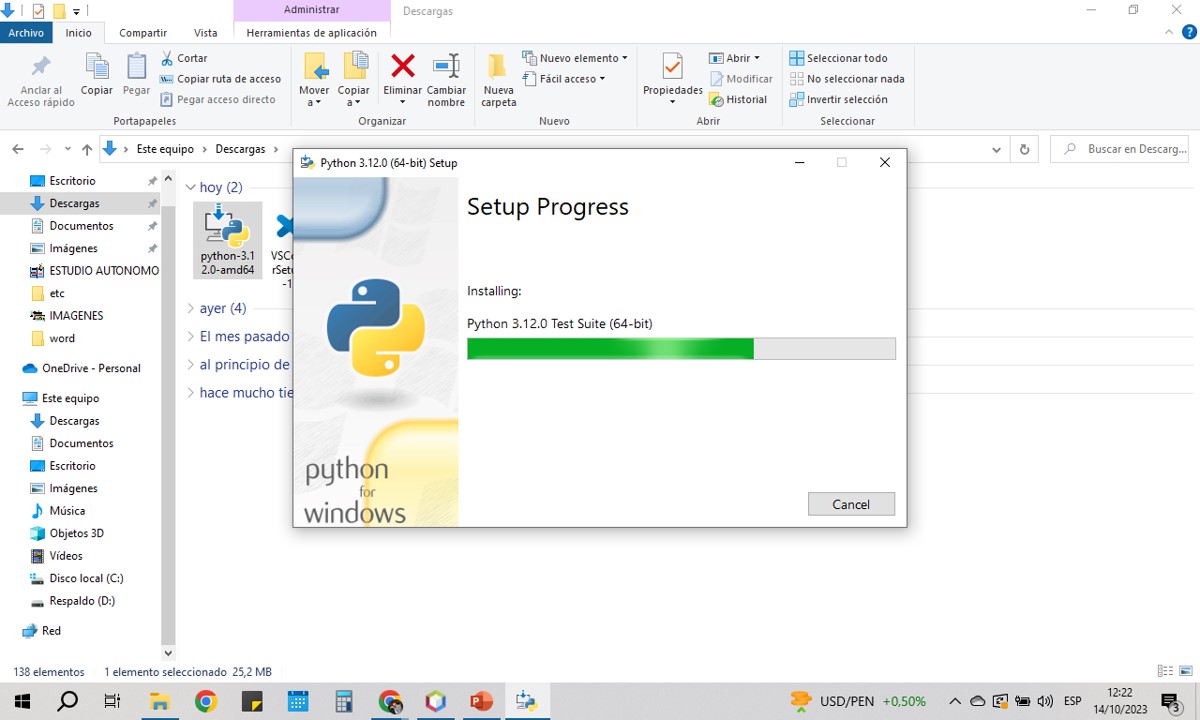 Administrar
Descargas
Archivo
Inicio
Compartir
Vista
Herramientas de aplicación
Anclar al
Acceso rápido
Copiar
Pegar
Cortar
Copiar ruta de acceso
Pegar acceso directo
Portapapeles
Mover
a
Copiar
a
Eliminar
Cambiar
nombre
Organizar
Nueva
carpeta
Nuevo elemento
Fácil acceso
Nuevo
Propiedades
Abrir
Modificar
Historial
Abrir
Seleccionar todo
No seleccionar nada
Invertir selección
Seleccionar
Este equipo
Descargas
Buscar en Descarg...
Escritorio
Descargas
Documentos
Imágenes
ESTUDIO AUTONOMO
etc
IMAGENES
word
OneDrive - Personal
Este equipo
Descargas
Documentos
Escritorio
Imágenes
Música
Objetos 3D
Vídeos
Disco local (C:)
Respaldo (D:)
Red
hoy (2)
python-3.1
2.0-amd64
VSCo
rSetu
-1
ayer (4)
El mes pasado
al principio de
hace mucho tie
Python 3.12.0 (64-bit) Setup
Setup Progress
Installing:
Python 3.12.0 Test Suite (64-bit)
python
for
windows
Cancel
138 elementos
1 elemento seleccionado 25,2 MB
USD/PEN +0,50%
ESP
12:22
14/10/2023
3